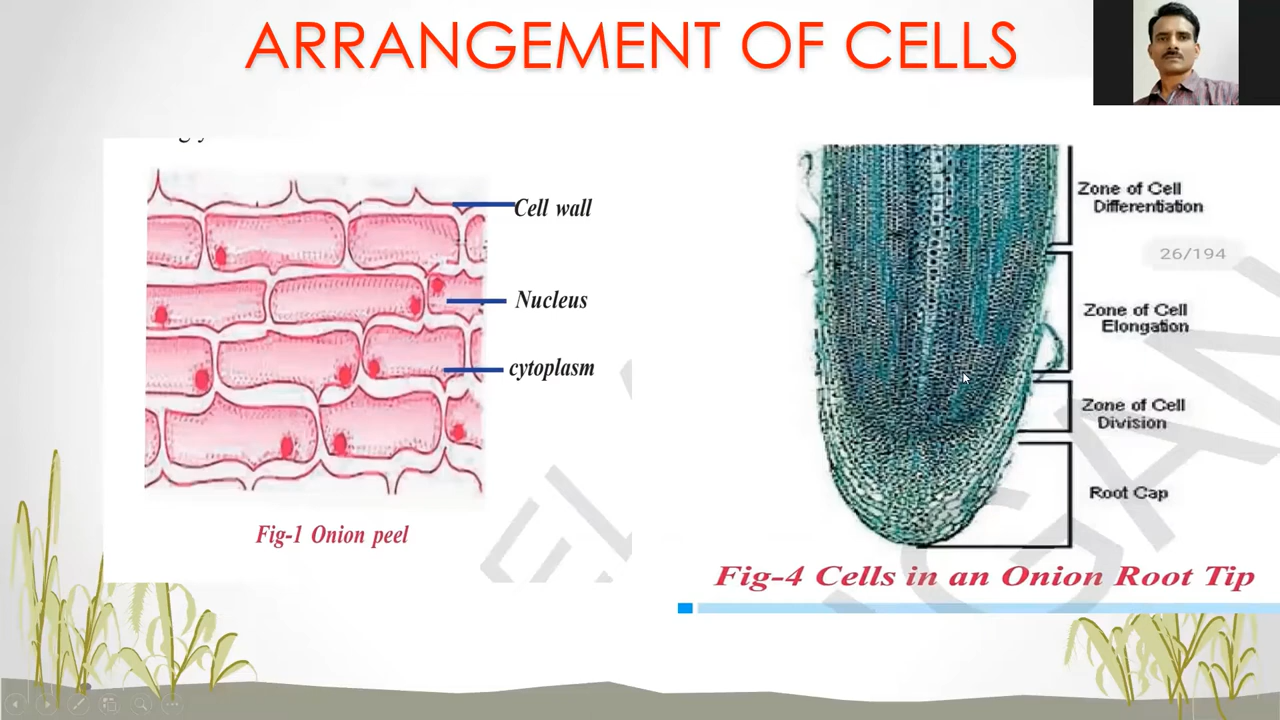 ARRANGEMENT OF CELLS
Cell wall
Nucleus
cytoplasm
Fig-1 Onion peel
Zone of Cell
Differentiation
26/194
Zone of Cell
Elongation
Zone of Cell
Division
Root Cap
Fig-4 Cells in an Onion Root Tip